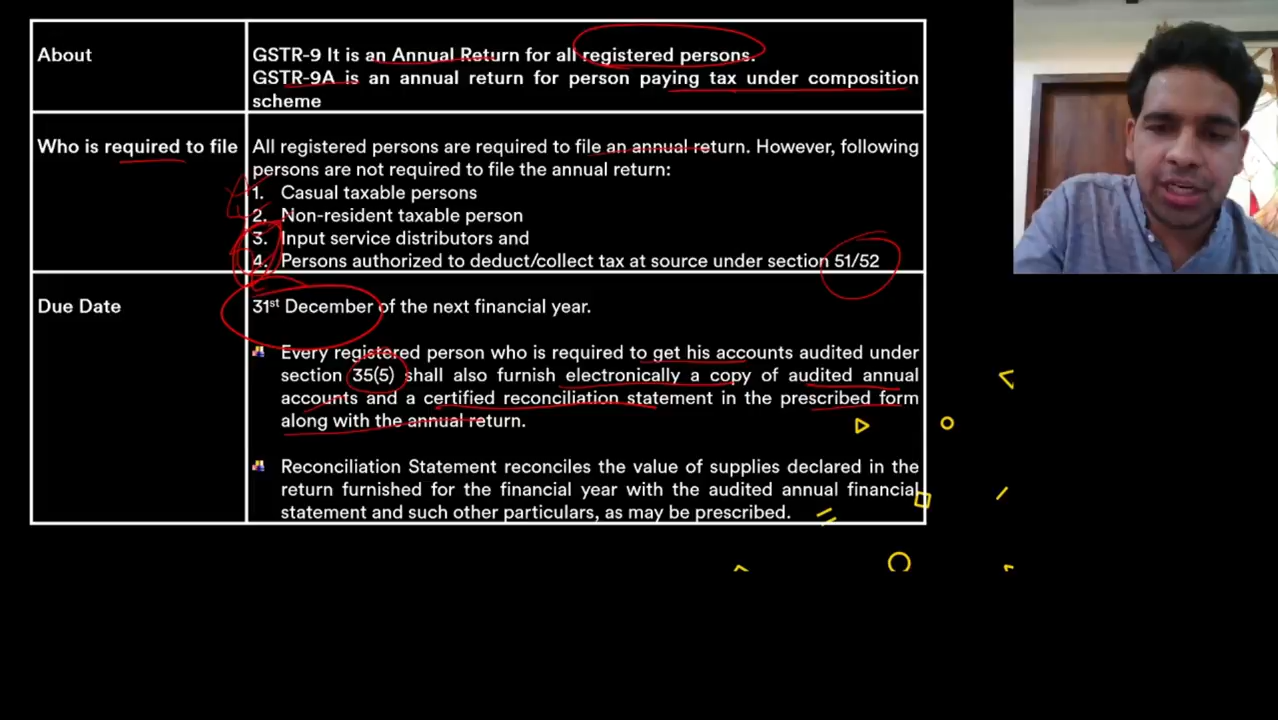 About
GSTR-9 It is an Annual Return for all registered persons.
GSTR-9A is an annual return for person paying tax under composition
scheme
Who is required to file
All registered persons are required to file an annual return. However, following
persons are not required to file the annual return:
1. Casual taxable persons
2. Non-resident taxable person
3. Input service distributors and
4. Persons authorized to deduct/collect tax at source under section 51/52
Due Date
31st December of the next financial year.
Every registered person who is required to get his accounts audited under
section 35(5) shall also furnish electronically a copy of audited annual
accounts and a certified reconciliation statement in the prescribed form
along with the annual return.
Reconciliation Statement reconciles the value of supplies declared in the
return furnished for the financial year with the audited annual financial
statement and such other particulars, as may be prescribed.